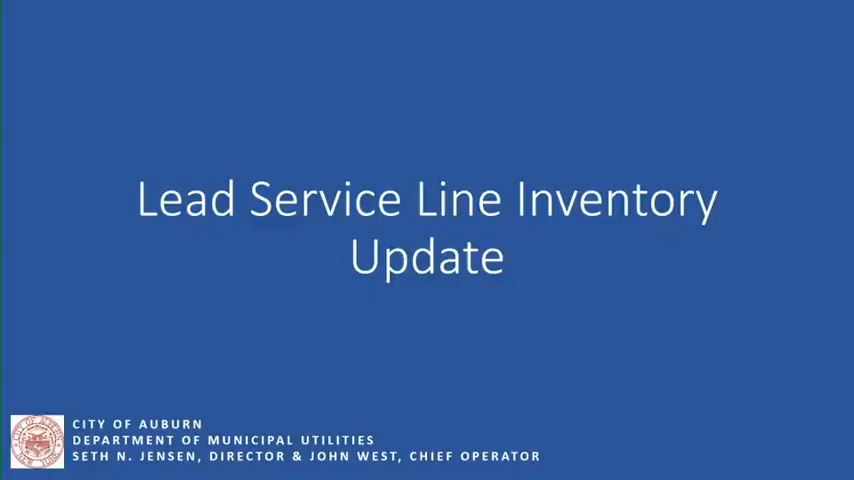 Lead Service Line Inventory
Update
CITY OF AUBURN
DEPARTMENT OF MUNICIPAL UTILITIES
SETH N. JENSEN, DIRECTOR & JOHN WEST, CHIEF OPERATOR